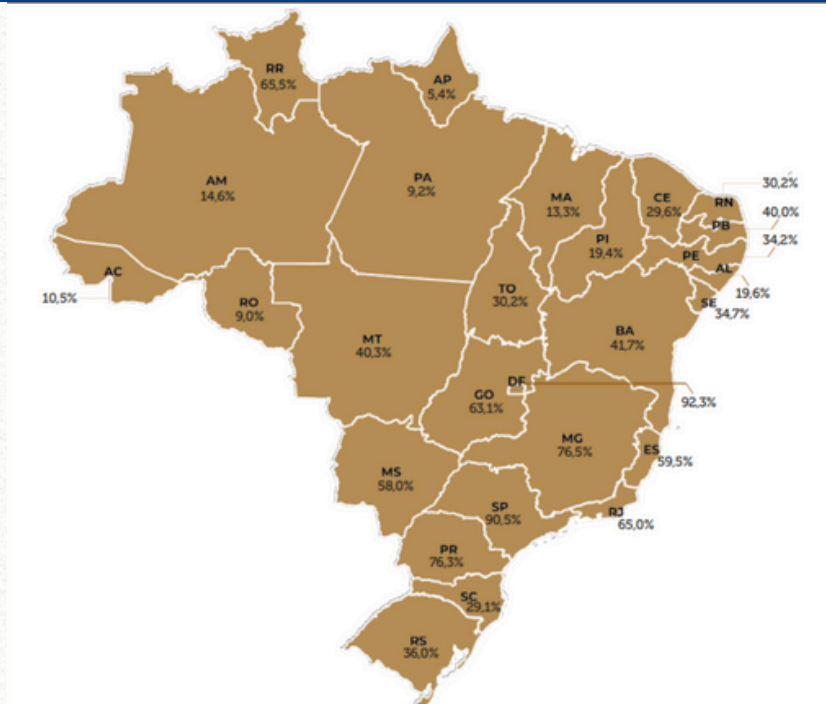 RR
65,5%
AP
5,4%
AM
14,6%
PA
9,2%
MA
13,3%
CE
29,6%
30,2%
RN
40,0%
PB
34,2%
PI
19,4%
PE
AL
19,6%
SE
34,7%
AC
10,5%
RO
9,0%
TO
30,2%
MT
40,3%
BA
41,7%
DF
92,3%
GO
63,1%
MG
76,5%
ES
59,5%
MS
58,0%
SP
90,5%
RJ
65,0%
PR
76,3%
SC
29,1%
RS
36,0%